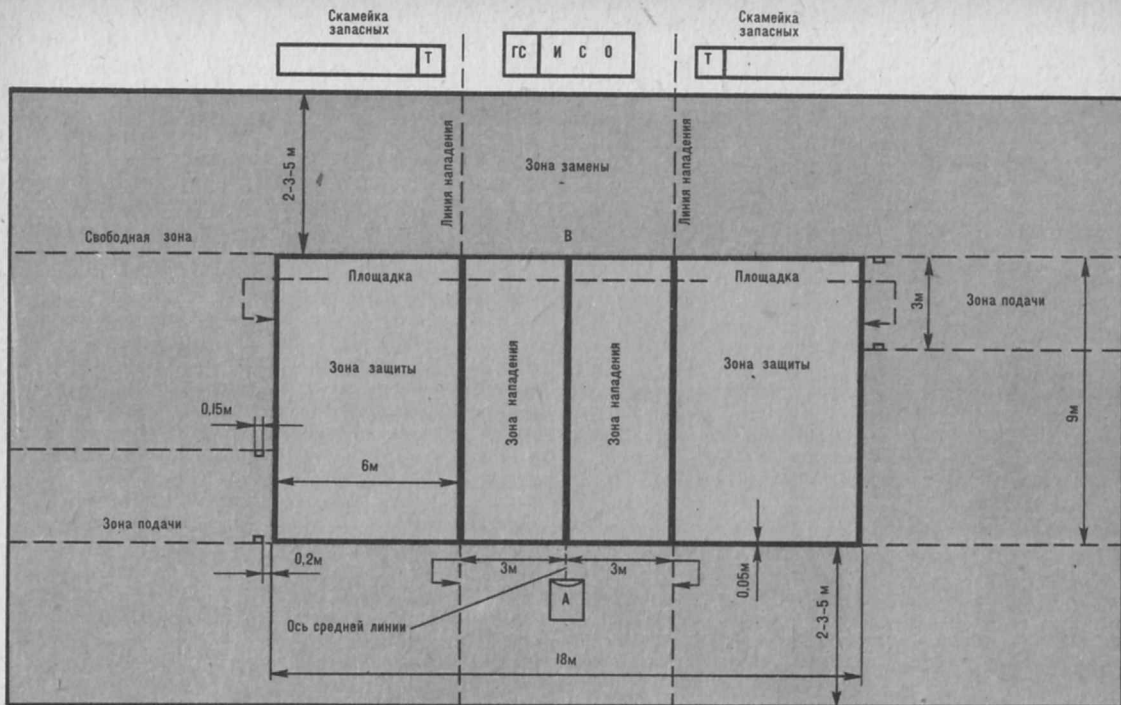 Скамейка
запасных
Скамейка
запасных
Т
ГС И С О
Т
2-3-5 м
Линия нападения
Зона замены
Линия нападения
В
Свободная зона
Площадка
Площадка
3м
Зона подачи
Зона защиты
Зона нападения
Зона нападения
Зона защиты
9м
0,15м
6м
Зона подачи
0,2м
3м
3м
0,05м
2-3-5 м
А
Ось средней линии
18м